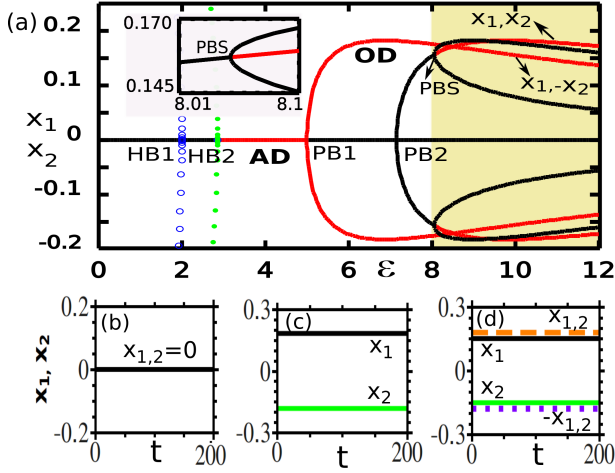 (a)
0.170
PBS
0.145
8.01 8.1
x₁,x₂
OD
x₁,-x₂
PBS
0.2
0.1
0
-0.1
-0.2
x₁
x₂
HB1 HB2 AD PB1 PB2
0 2 4 6 8 10 12
ε
(b)
x₁,₂=0
0.2
0
-0.2
x₁, x₂
0 t 200
(c)
x₁
x₂
0.3
0
-0.3
0 t 200
(d)
x₁,₂
x₁
x₂
-x₁,₂
0.3
0
-0.3
0 t 200